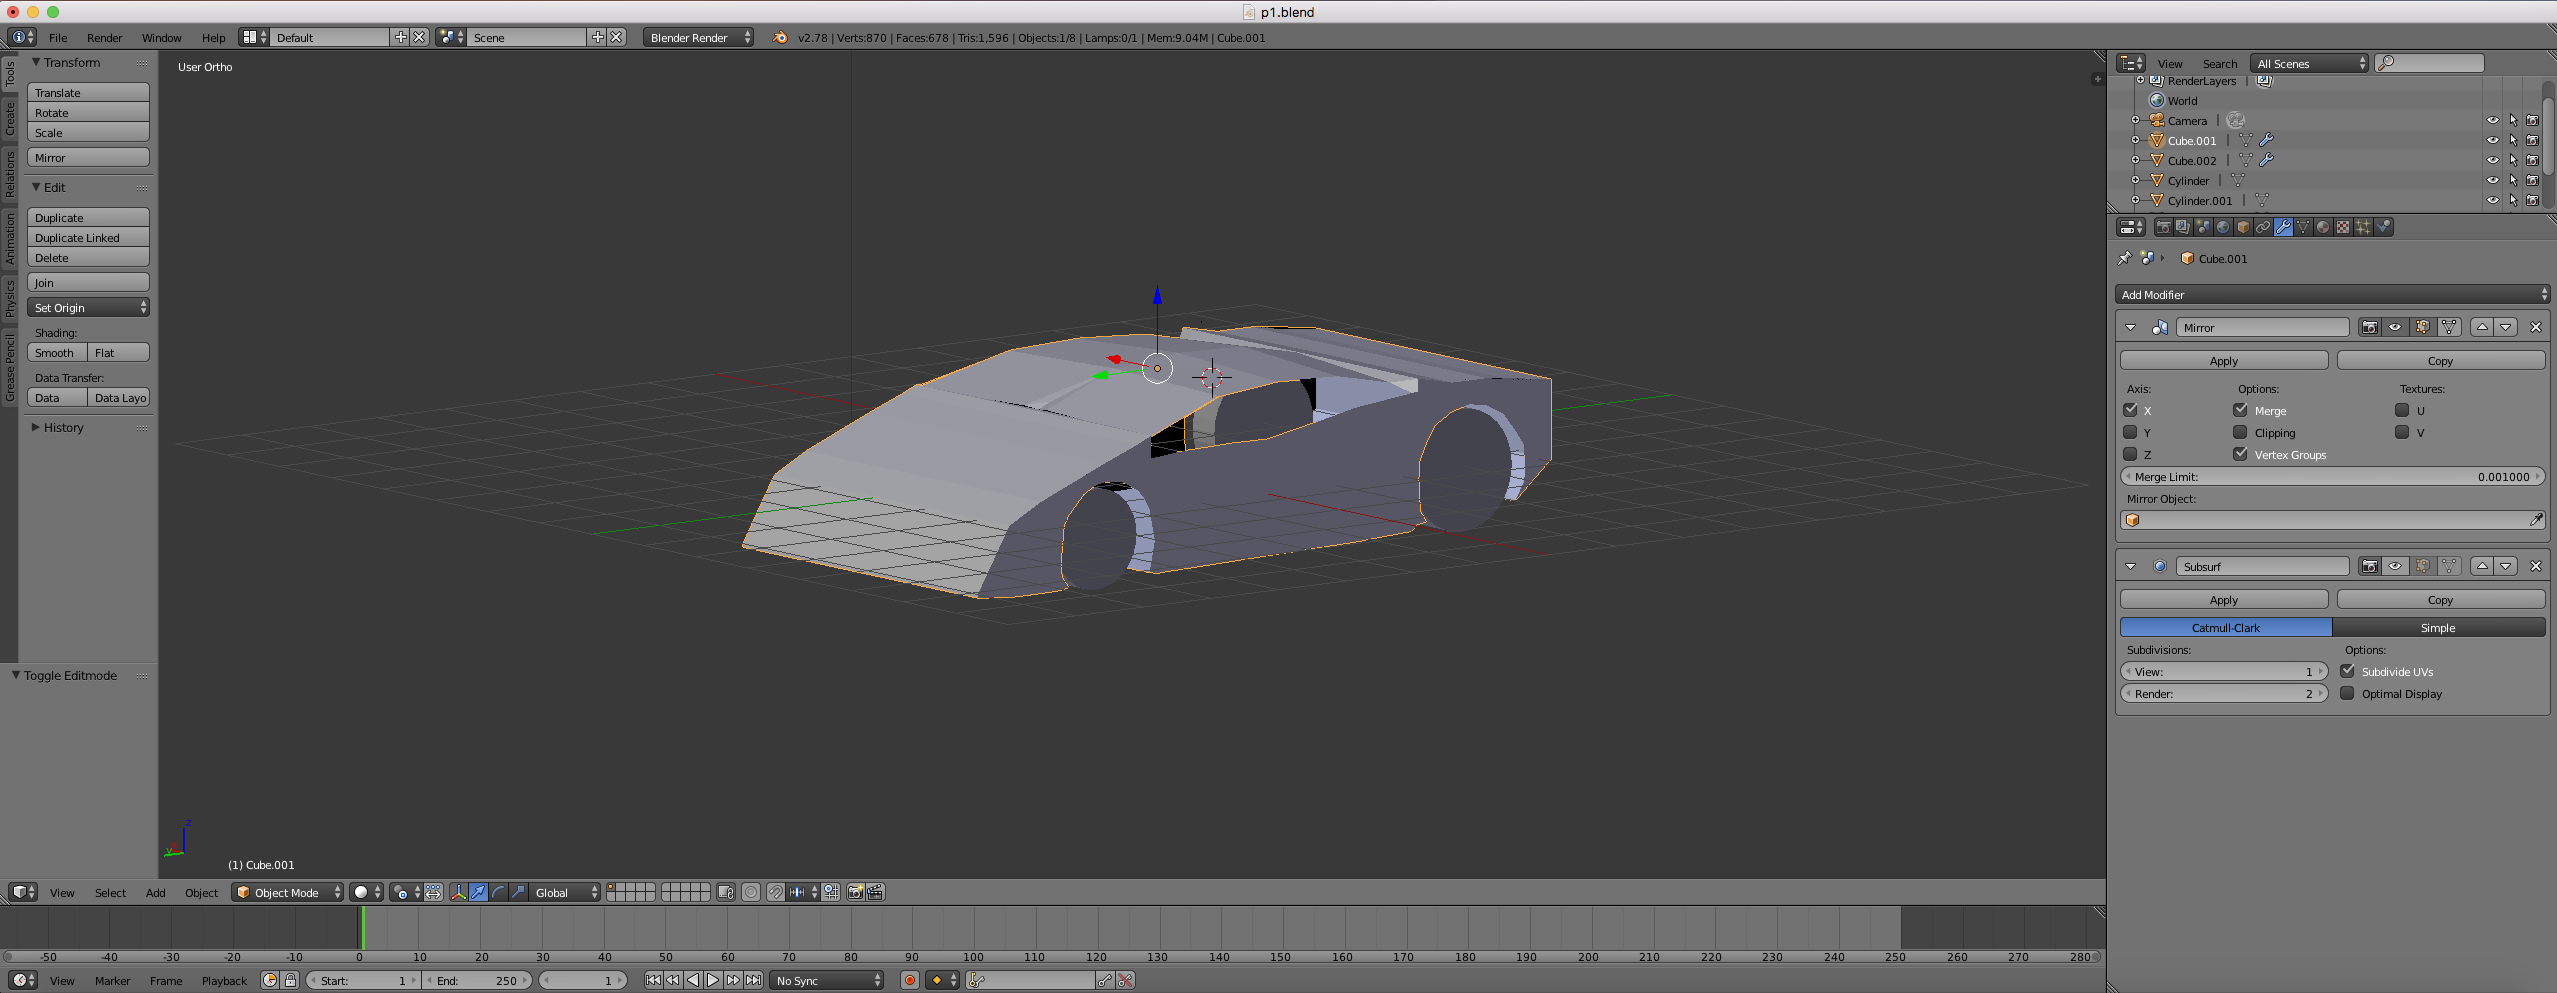 p1.blend
File Render Window Help Default Scene Blender Render v2.78 | Verts:870 | Faces:678 | Tris:1,596 | Objects:1/8 | Lamps:0/1 | Mem:9.04M | Cube.001
Tools
Create
Relations
Animation
Physics
Grease Pencil
Transform
Translate
Rotate
Scale
Mirror
Edit
Duplicate
Duplicate Linked
Delete
Join
Set Origin
Shading:
Smooth Flat
Data Transfer:
Data Data Layo
History
Toggle Editmode
User Ortho
z
y
(1) Cube.001
View Select Add Object Object Mode Global
-50 -40 -30 -20 -10 0 10 20 30 40 50 60 70 80 90 100 110 120 130 140 150 160 170 180 190 200 210 220 230 240 250 260 270 280
View Marker Frame Playback Start: 1 End: 250 1 No Sync
View Search All Scenes
RenderLayers |
World
Camera |
Cube.001 |
Cube.002 |
Cylinder |
Cylinder.001 |
Cube.001
Add Modifier
Mirror
Apply Copy
Axis: Options: Textures:
X Merge U
Y Clipping V
Z Vertex Groups
Merge Limit: 0.001000
Mirror Object:
Subsurf
Apply Copy
Catmull-Clark Simple
Subdivisions: Options:
View: 1 Subdivide UVs
Render: 2 Optimal Display